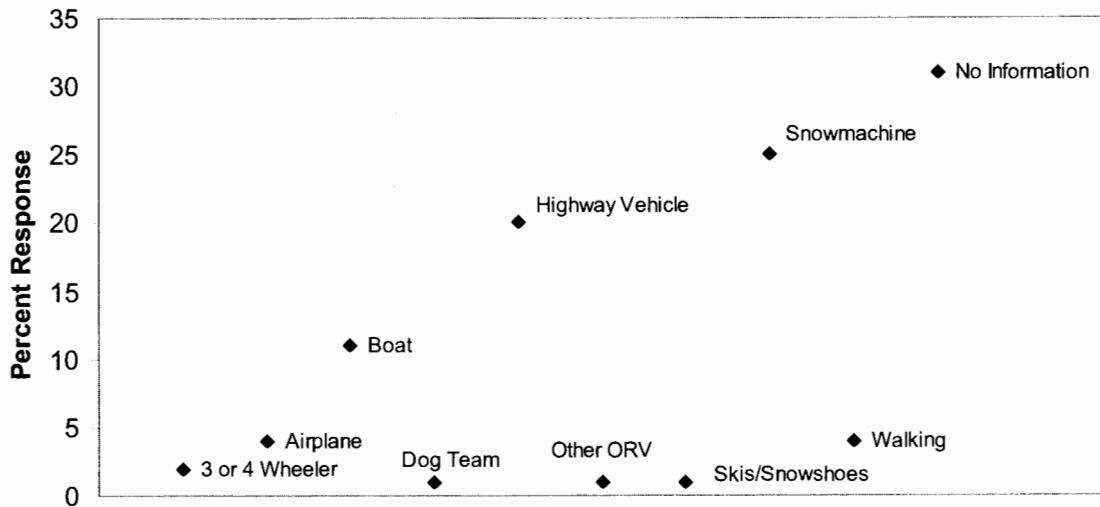 35
30
25
20
15
10
5
0
Percent Response
No Information
Snowmachine
Highway Vehicle
Boat
Airplane
3 or 4 Wheeler
Dog Team
Other ORV
Skis/Snowshoes
Walking